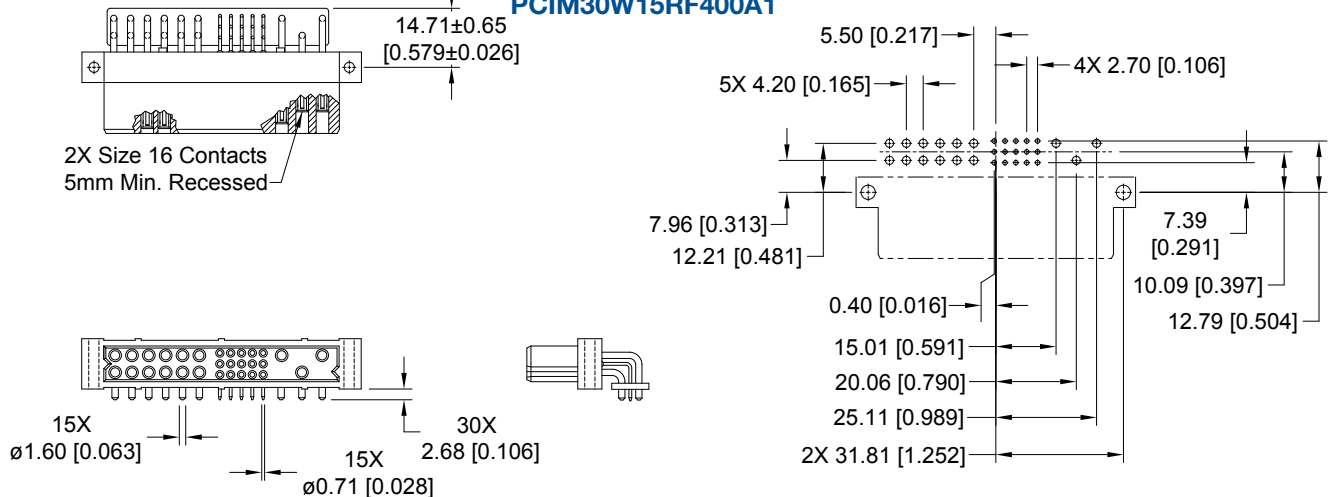 PCIM30W15RF400A1
14.71±0.65
[0.579±0.026]
2X Size 16 Contacts
5mm Min. Recessed
5.50 [0.217]
4X 2.70 [0.106]
5X 4.20 [0.165]
7.96 [0.313]
12.21 [0.481]
7.39
[0.291]
10.09 [0.397]
12.79 [0.504]
0.40 [0.016]
15.01 [0.591]
20.06 [0.790]
25.11 [0.989]
2X 31.81 [1.252]
15X
ø1.60 [0.063]
15X
ø0.71 [0.028]
30X
2.68 [0.106]